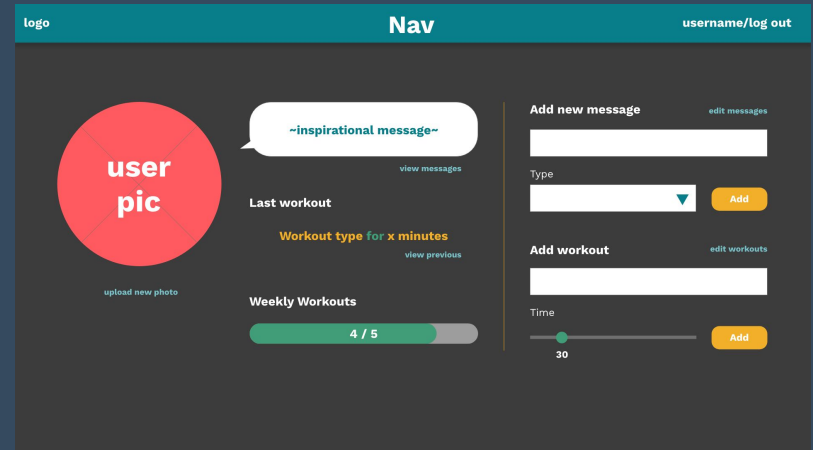 logo
Nav
username/log out
user
pic
upload new photo
~inspirational message~
view messages
Last workout
Workout type for x minutes
view previous
Weekly Workouts
4 / 5
Add new message
edit messages
Type
Add
Add workout
edit workouts
Time
30
Add